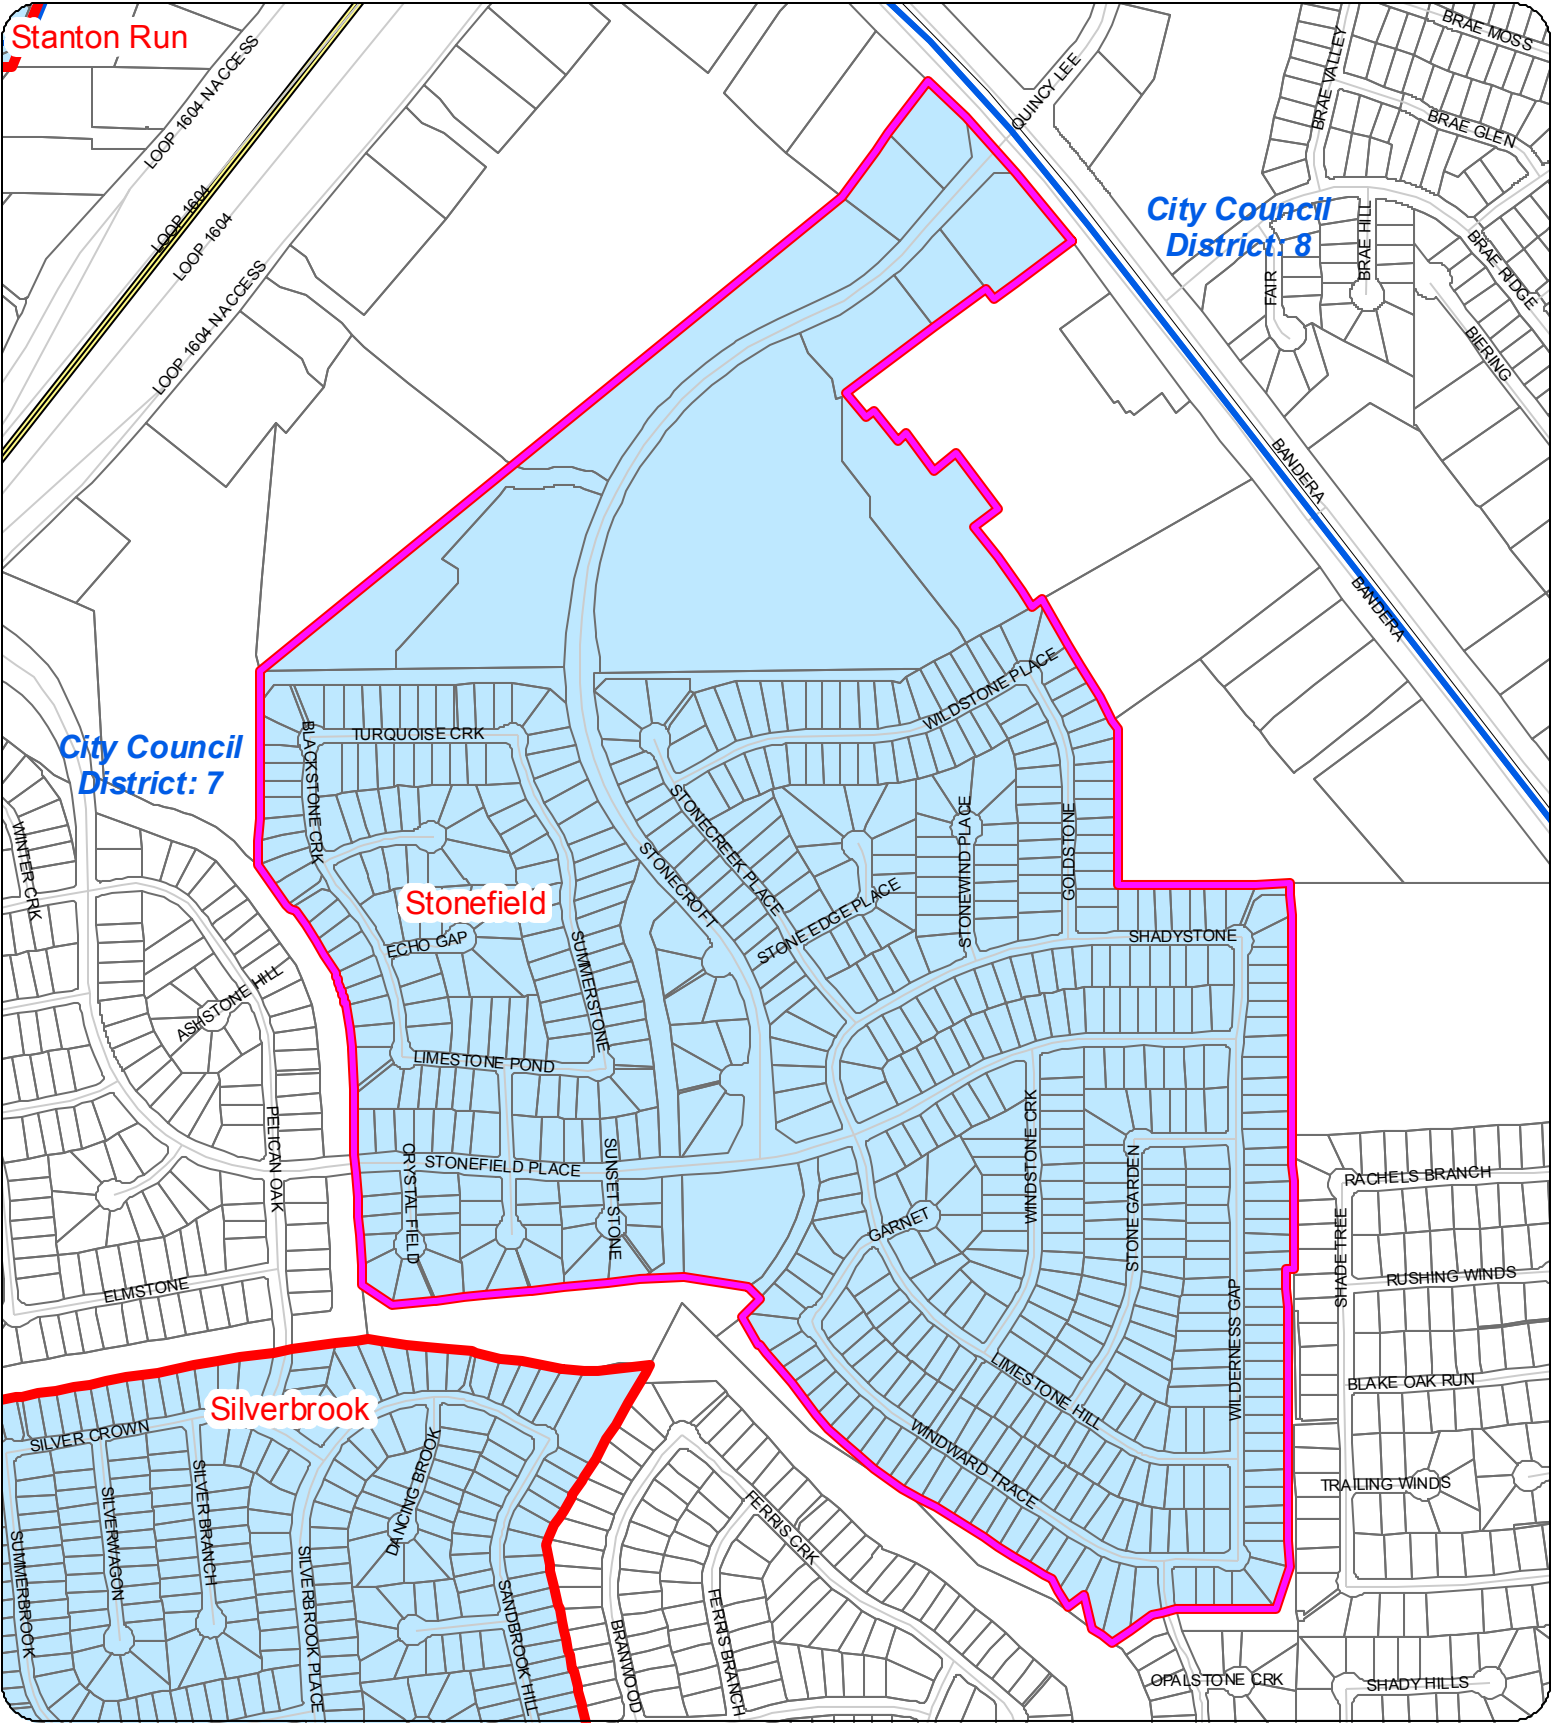 Stanton Run
LOOP 1604 N ACCESS
LOOP 1604
LOOP 1604
LOOP 1604 N ACCESS
QUINCY LEE
BRAE MOSS
BRAE VALLEY
BRAE GLEN
City Council
District: 8
BRAE HILL
BRAE RIDGE
FAIR
BIERING
BANDERA
BANDERA
City Council
District: 7
WILDSTONE PLACE
BLACKSTONE CRK
TURQUOISE CRK
STONECREEK PLACE
STONEWIND PLACE
GOLDSTONE
WINTER CRK
STONECROFT
Stonefield
STONE EDGE PLACE
ECHO GAP
SUMMERSTONE
SHADYSTONE
ASHSTONE HILL
LIMESTONE POND
PELICAN OAK
CRYSTAL FIELD
STONEFIELD PLACE
SUNSET STONE
WINDSTONE CRK
STONE GARDEN
GARNET
RACHELS BRANCH
SHADE TREE
RUSHING WINDS
ELMSTONE
WILDERNESS GAP
LIMESTONE HILL
BLAKE OAK RUN
Silverbrook
SILVER CROWN
WINDWARD TRACE
DANCING BROOK
SILVER BRANCH
SILVERWAGON
TRAILING WINDS
FERRIS CRK
SUMMERBROOK
SILVERBROOK PLACE
SANDBROOK HILL
BRANWOOD
FERRIS BRANCH
OPALSTONE CRK
SHADY HILLS